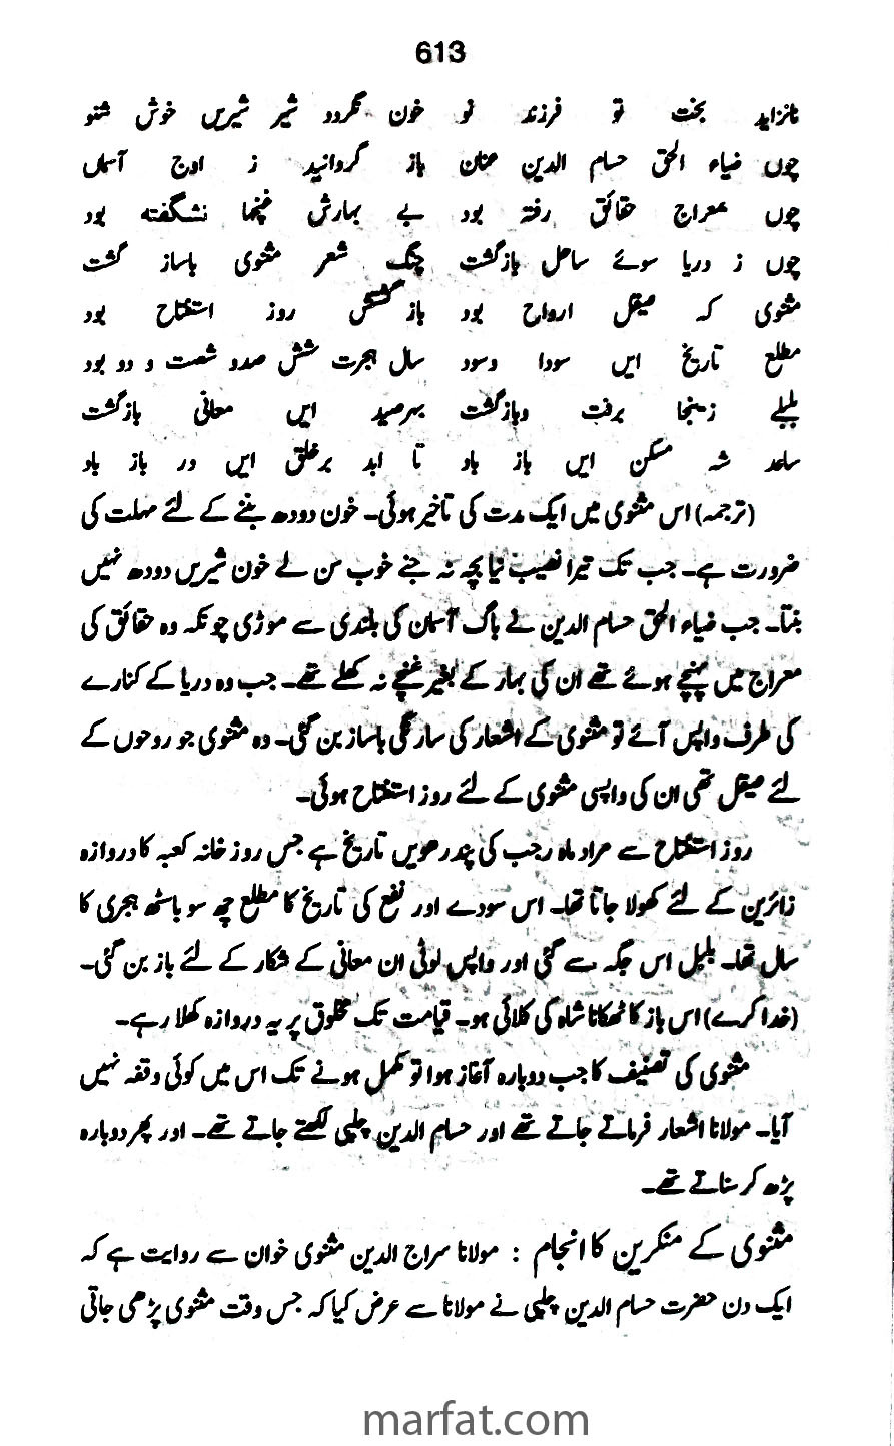 613
تانزاید بخت تو فرزند نو خون نگردد شیر شیریں خوش شنو
چوں ضیاء الحق حسام الدین عنان باز گردانید ز اوج آسماں
چوں بمعراج حقائق رفتہ بود بے بہارش غنچہا نشگفتہ بود
چوں ز دریا سوئے ساحل بازگشت چنگ شعر مثنوی باساز گشت
مثنوی کہ صیقل ارواح بود باز گشتش روز استفتاح بود
مطلع تاریخ ایں سودا وسود سال ہجرت شش صدو شصت و دو بود
بلبلے زینجا برفت وبازگشت بہرصید ایں معانی بازگشت
ساعد شہ مسکن ایں باز باد تا ابد برخلق ایں در باز باد
(ترجمہ) اس مثنوی میں ایک مدت کی تاخیر ہوئی۔ خون دودھ بننے کے لئے مہلت کی
ضرورت ہے۔ جب تک تیرا نصیب نیا بچہ نہ جنے خوب سن لے خون شیریں دودھ نہیں
بنتا۔ جب ضیاء الحق حسام الدین نے باگ آسمان کی بلندی سے موڑی چونکہ وہ حقائق کی
معراج میں پہنچے ہوئے تھے ان کی بہار کے بغیر غنچے نہ کھلے تھے۔ جب وہ دریا کے کنارے
کی طرف واپس آئے تو مثنوی کے اشعار کی سارنگی باساز بن گئی۔ وہ مثنوی جو روحوں کے
لئے صیقل تھی ان کی واپسی مثنوی کے لئے روز استفتاح ہوئی۔
روز استفتاح سے مراد ماہ رجب کی پندرھویں تاریخ ہے جس روز خانہ کعبہ کا دروازہ
زائرین کے لئے کھولا جاتا تھا۔ اس سودے اور نفع کی تاریخ کا مطلع چھ سو باسٹھ ہجری کا
سال تھا۔ بلبل اس جگہ سے گئی اور واپس لوٹی ان معانی کے شکار کے لئے باز بن گئی۔
(خدا کرے) اس باز کا ٹھکانا شاہ کی کلائی ہو۔ قیامت تک مخلوق پر یہ دروازہ کھلا رہے۔
مثنوی کی تصنیف کا جب دوبارہ آغاز ہوا تو مکمل ہونے تک اس میں کوئی وقفہ نہیں
آیا۔ مولانا اشعار فرماتے جاتے تھے اور حسام الدین چلپی لکھتے جاتے تھے۔ اور پھر دوبارہ
پڑھ کر سناتے تھے۔
مثنوی کے منکرین کا انجام : مولانا سراج الدین مثنوی خوان سے روایت ہے کہ
ایک دن حضرت حسام الدین چلپی نے مولانا سے عرض کیا کہ جس وقت مثنوی پڑھی جاتی
marfat.com